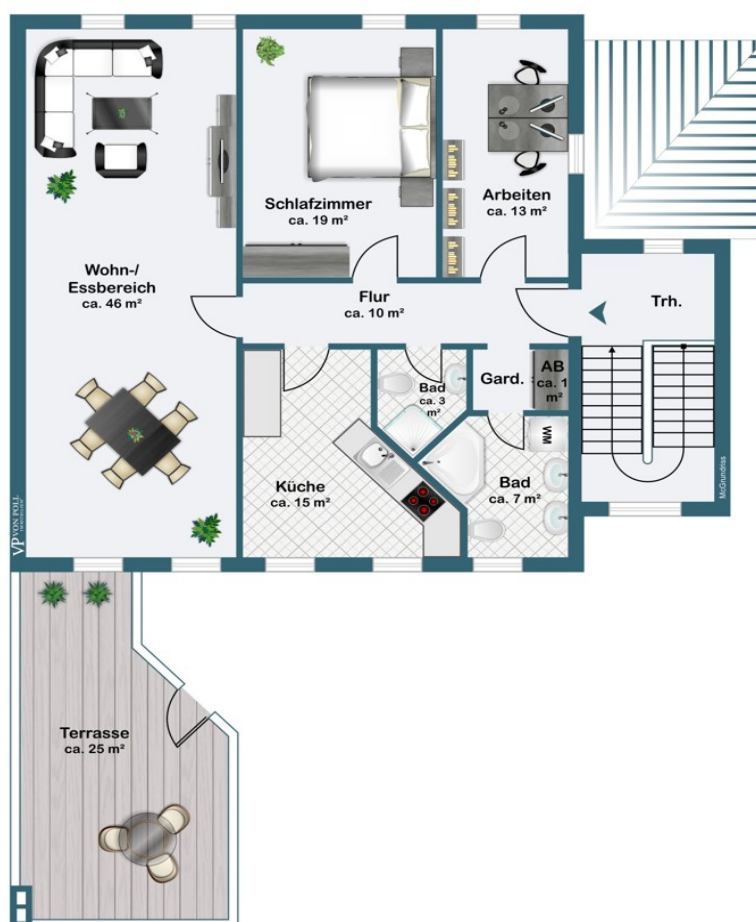 Wohn-/
Essbereich
ca. 46 m²
Schlafzimmer
ca. 19 m²
Arbeiten
ca. 13 m²
Flur
ca. 10 m²
Trh.
Gard.
AB
ca. 1
m²
Bad
ca. 3
m²
WM
Küche
ca. 15 m²
Bad
ca. 7 m²
McGrundriss
VP VON POLL
IMMOBILIEN
Terrasse
ca. 25 m²